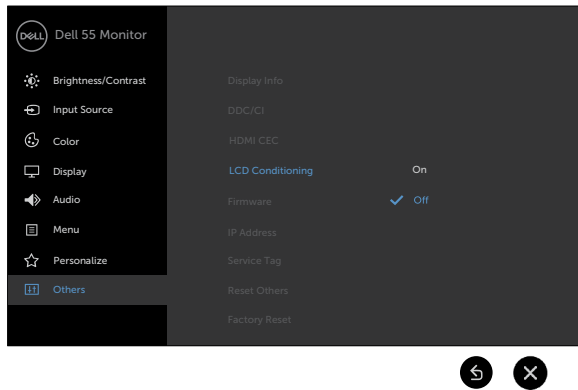 DELL Dell 55 Monitor
Brightness/Contrast
Input Source
Color
Display
Audio
Menu
Personalize
Others
Display Info
DDC/CI
HDMI CEC
LCD Conditioning On
Firmware Off
IP Address
Service Tag
Reset Others
Factory Reset